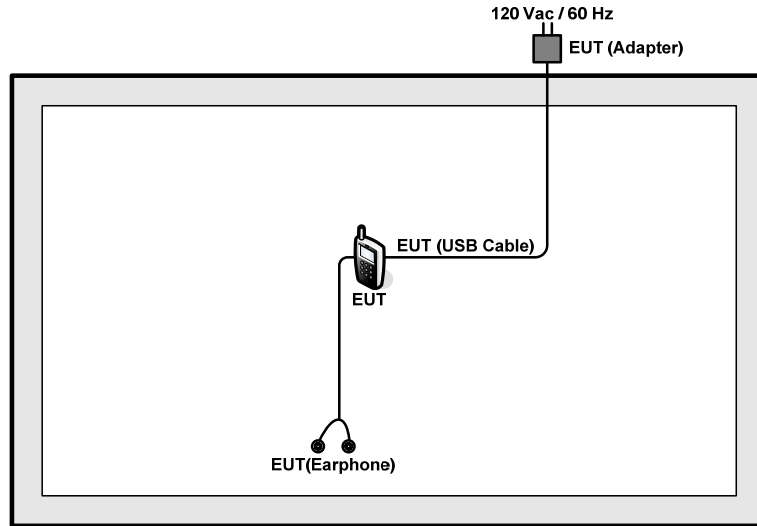 120 Vac / 60 Hz
EUT (Adapter)
EUT (USB Cable)
EUT
EUT(Earphone)